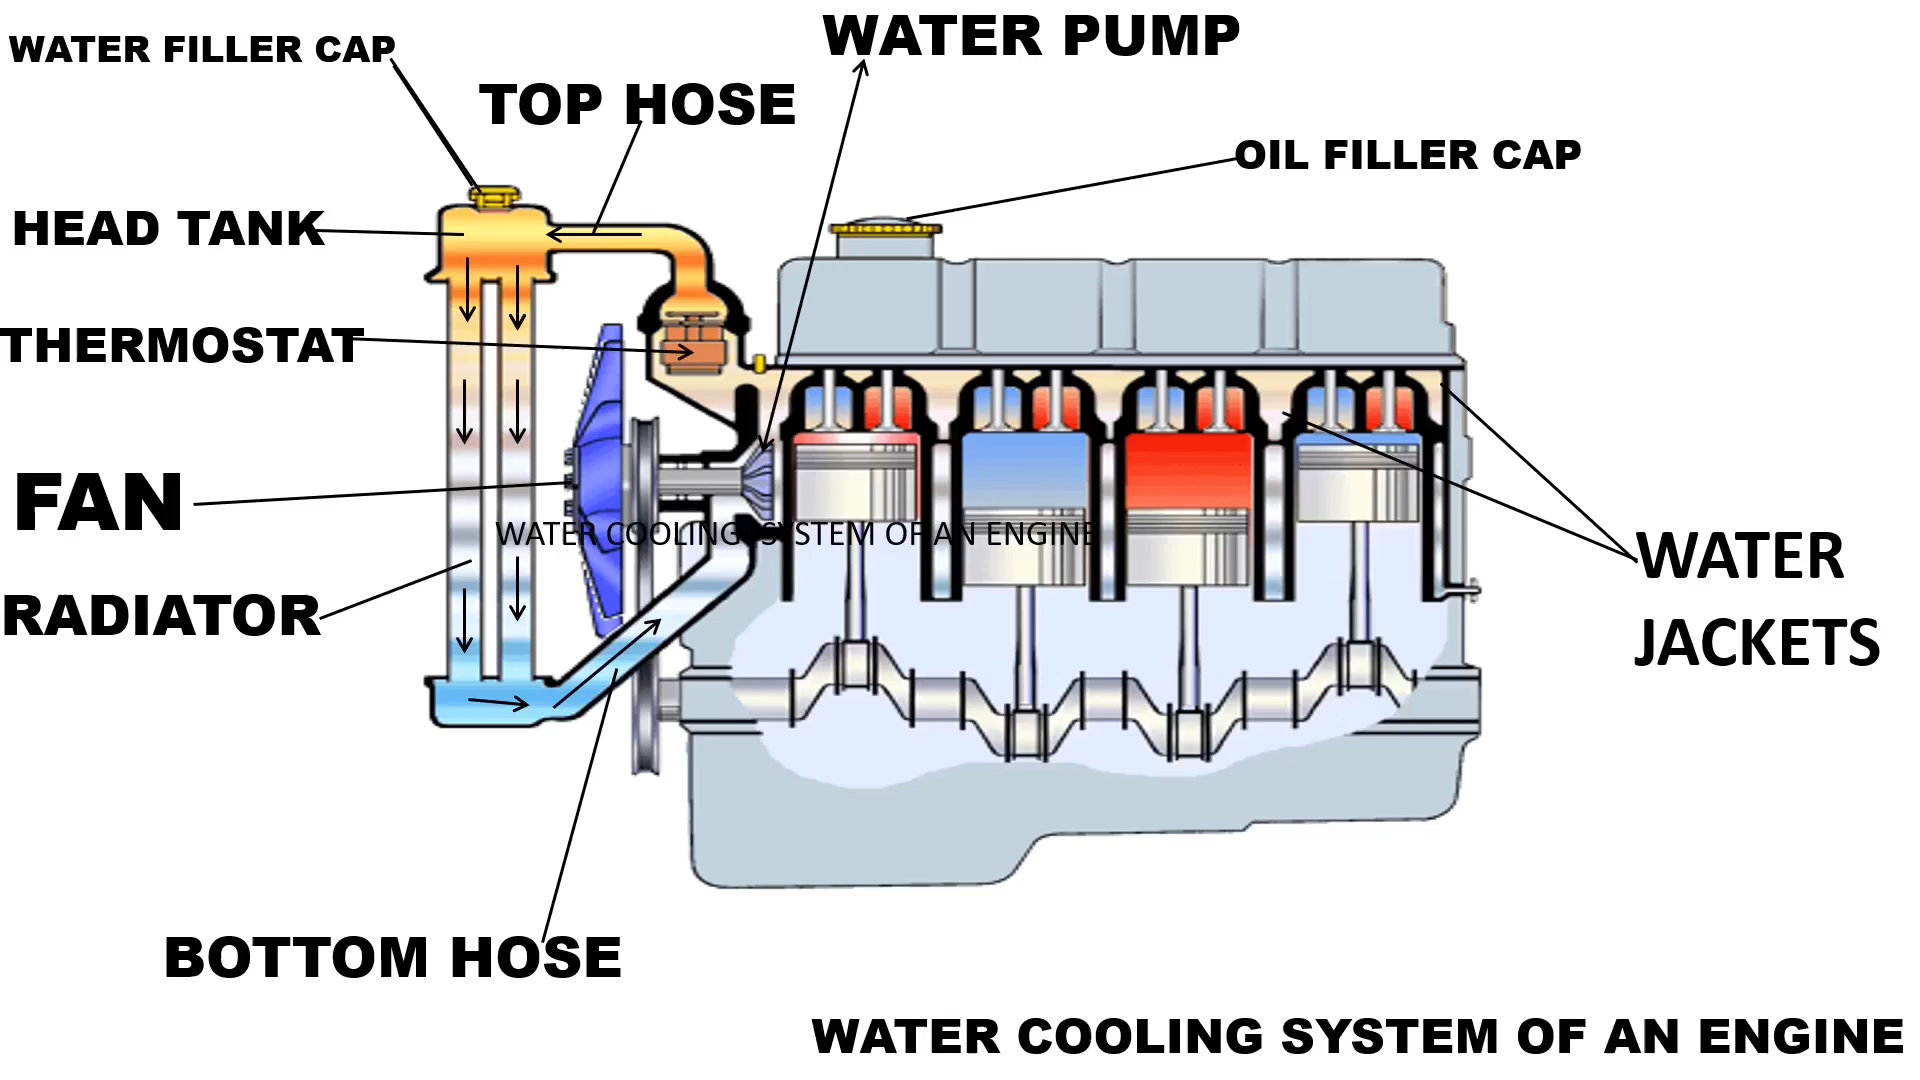 WATER PUMP
WATER FILLER CAP
TOP HOSE
OIL FILLER CAP
HEAD TANK
THERMOSTAT
FAN
WATER COOLING SYSTEM OF AN ENGINE
WATER
JACKETS
RADIATOR
BOTTOM HOSE
WATER COOLING SYSTEM OF AN ENGINE